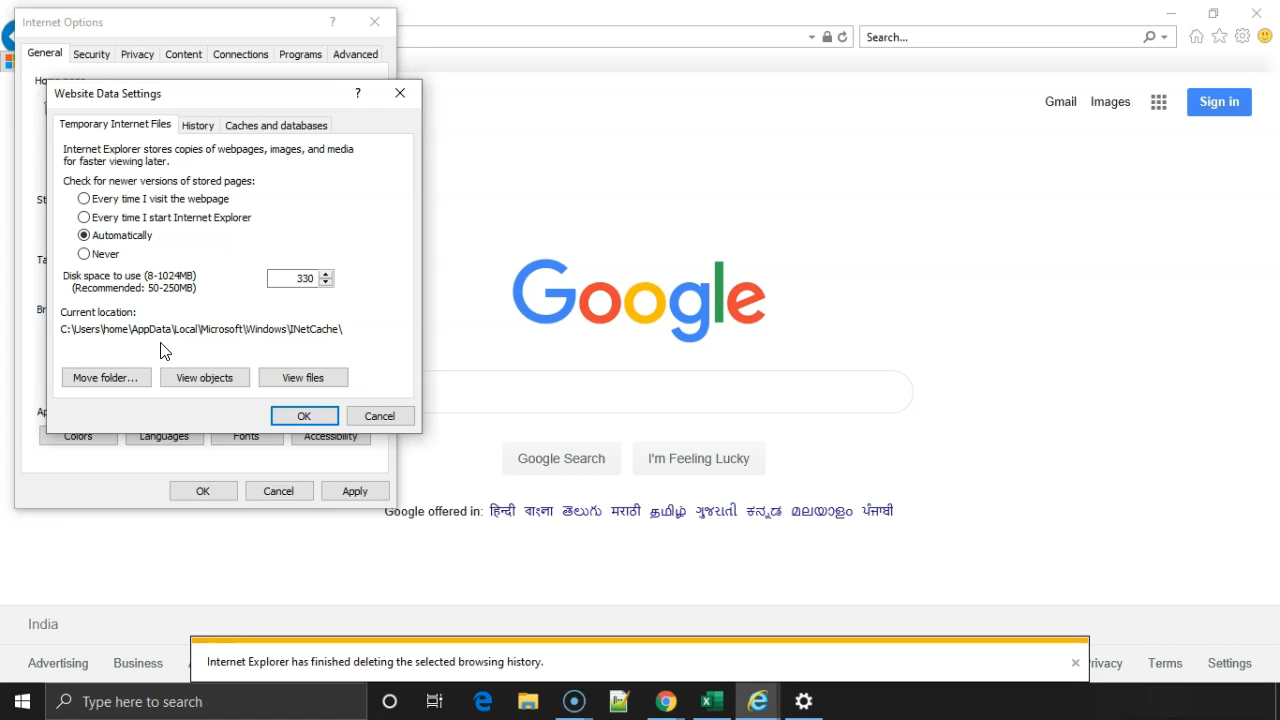 Internet Options
?
General Security Privacy Content Connections Programs Advanced
Website Data Settings
?
Temporary Internet Files History Caches and databases
Internet Explorer stores copies of webpages, images, and media
for faster viewing later.
Check for newer versions of stored pages:
Every time I visit the webpage
Every time I start Internet Explorer
Automatically
Never
Disk space to use (8-1024MB)
(Recommended: 50-250MB)
330
Current location:
C:\Users\home\AppData\Local\Microsoft\Windows\INetCache\
Move folder... View objects View files
OK Cancel
Colors Languages Fonts Accessibility
OK Cancel Apply
Search...
Gmail Images Sign in
Google
Google Search I'm Feeling Lucky
Google offered in: हिन्दी বাংলা తెలుగు मराठी தமிழ் ગુજરાતી ಕನ್ನಡ മലയാളം ਪੰਜਾਬੀ
India
Advertising Business Terms Settings
Internet Explorer has finished deleting the selected browsing history.
Type here to search